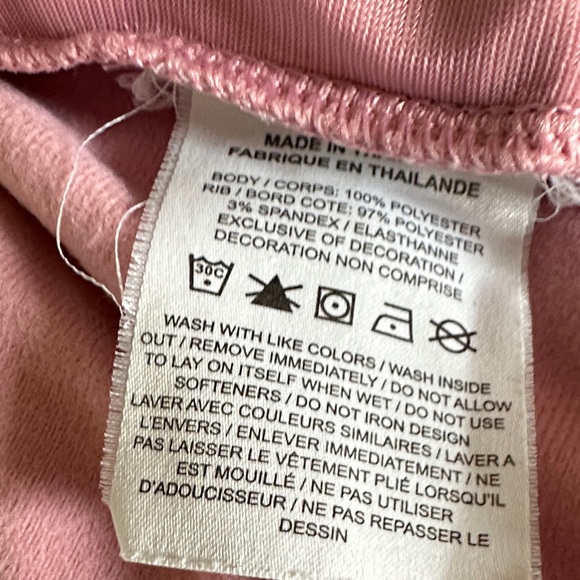 MADE IN
FABRIQUE EN THAILANDE
BODY / CORPS: 100% POLYESTER
RIB / BORD COTE: 97% POLYESTER
3% SPANDEX / ELASTHANNE
EXCLUSIVE OF DECORATION /
DECORATION NON COMPRISE
30C
WASH WITH LIKE COLORS / WASH INSIDE
OUT / REMOVE IMMEDIATELY / DO NOT ALLOW
TO LAY ON ITSELF WHEN WET / DO NOT USE
SOFTENERS / DO NOT IRON DESIGN
LAVER AVEC COULEURS SIMILAIRES / LAVER A
L'ENVERS / ENLEVER IMMEDIATEMENT / NE
PAS LAISSER LE VÊTEMENT PLIÉ LORSQU'IL
EST MOUILLÉ / NE PAS UTILISER
D'ADOUCISSEUR / NE PAS REPASSER LE
DESSIN